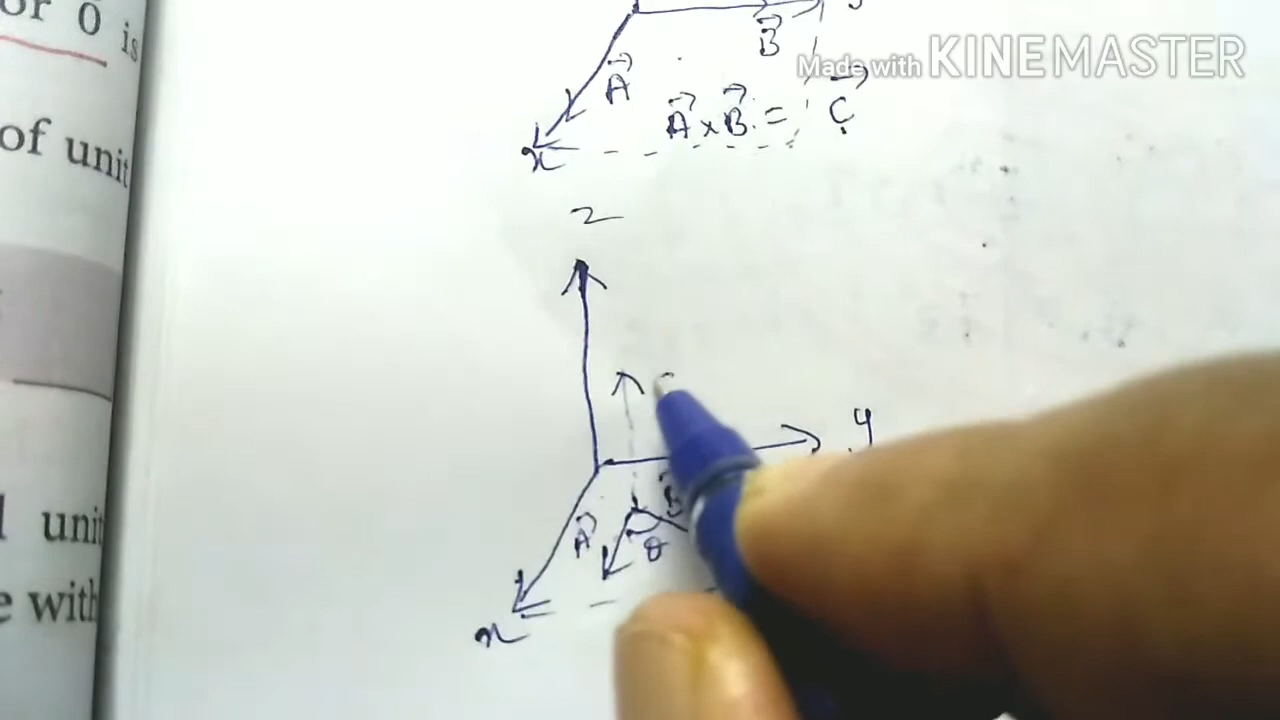 or 0 is
of unit
unit
e with
Made with KINEMASTER
B
A
A × B = C
x
z
y
A
B
θ
x